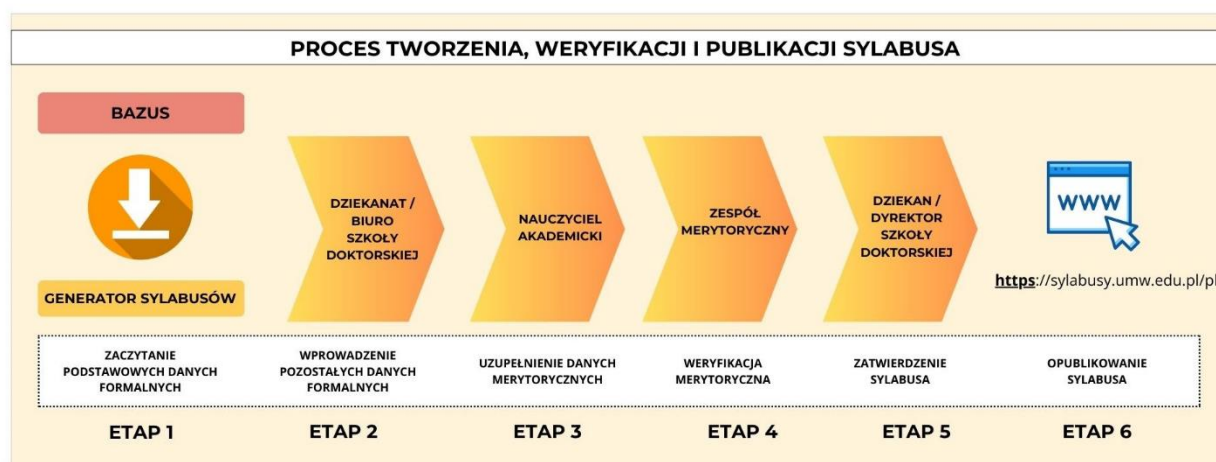 PROCES TWORZENIA, WERYFIKACJI I PUBLIKACJI SYLABUSA
BAZUS
GENERATOR SYLABUSÓW
DZIEKANAT /
BIURO
SZKOŁY
DOKTORSKIEJ
NAUCZYCIEL
AKADEMICKI
ZESPÓŁ
MERYTORYCZNY
DZIEKAN /
DYREKTOR
SZKOŁY
DOKTORSKIEJ
WWW
https://sylabusy.umw.edu.pl/pl
ZACZYTANIE
PODSTAWOWYCH DANYCH
FORMALNYCH
WPROWADZENIE
POZOSTAŁYCH DANYCH
FORMALNYCH
UZUPEŁNIENIE DANYCH
MERYTORYCZNYCH
WERYFIKACJA
MERYTORYCZNA
ZATWIERDZENIE
SYLABUSA
OPUBLIKOWANIE
SYLABUSA
ETAP 1
ETAP 2
ETAP 3
ETAP 4
ETAP 5
ETAP 6